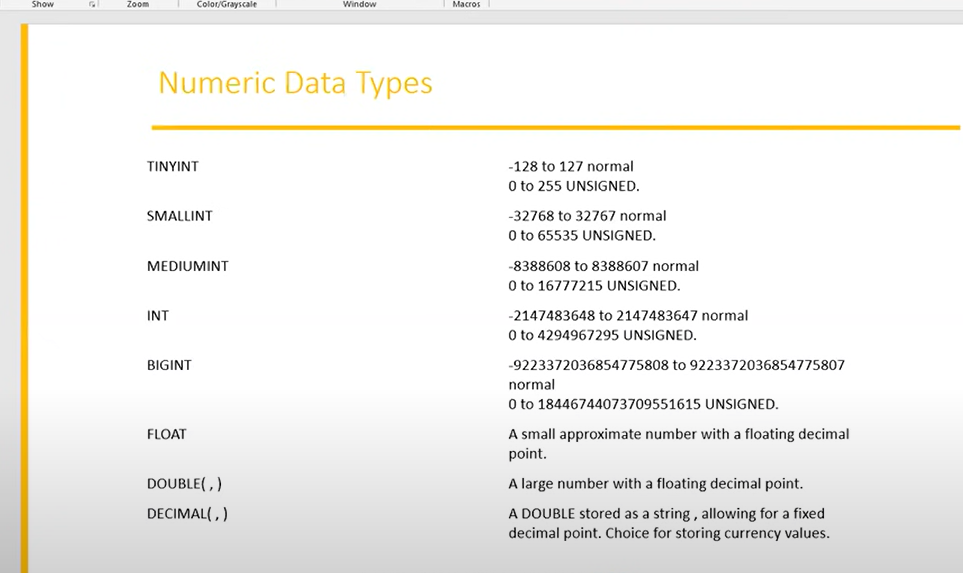 Show Zoom Color/Grayscale Window Macros
Numeric Data Types
TINYINT -128 to 127 normal
0 to 255 UNSIGNED.
SMALLINT -32768 to 32767 normal
0 to 65535 UNSIGNED.
MEDIUMINT -8388608 to 8388607 normal
0 to 16777215 UNSIGNED.
INT -2147483648 to 2147483647 normal
0 to 4294967295 UNSIGNED.
BIGINT -9223372036854775808 to 9223372036854775807
normal
0 to 18446744073709551615 UNSIGNED.
FLOAT A small approximate number with a floating decimal
point.
DOUBLE( , ) A large number with a floating decimal point.
DECIMAL( , ) A DOUBLE stored as a string , allowing for a fixed
decimal point. Choice for storing currency values.